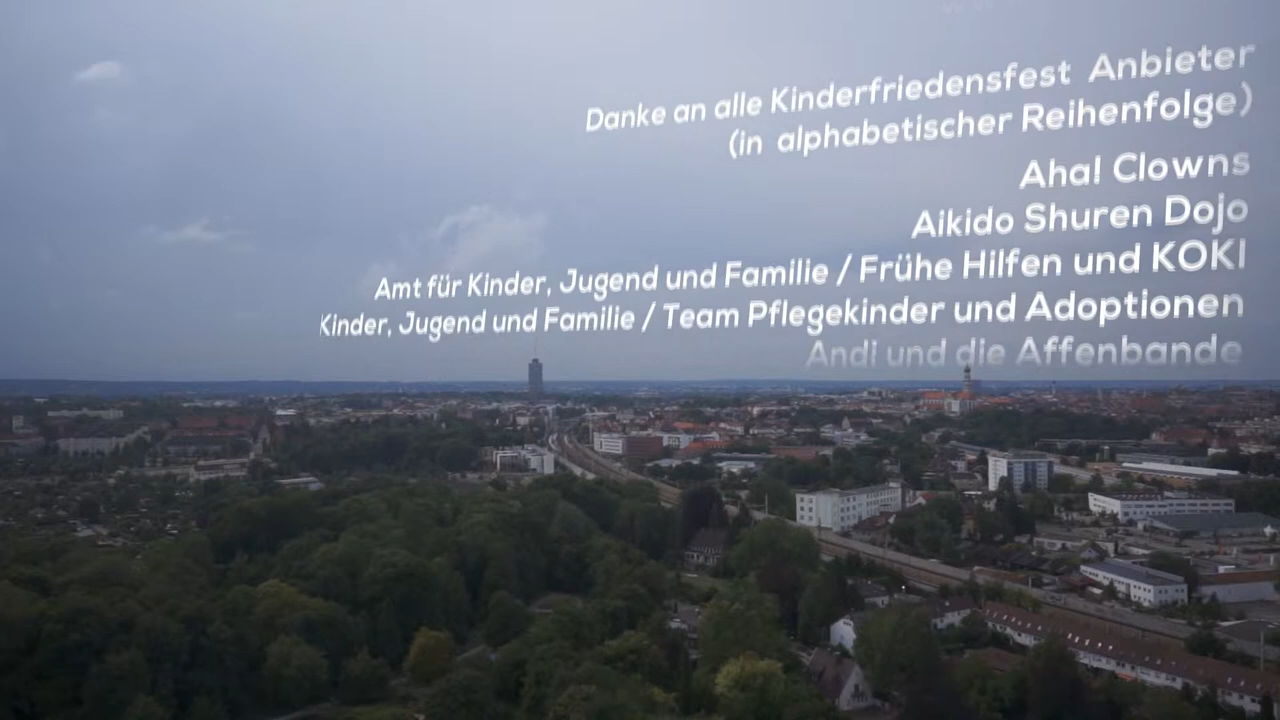 Danke an alle Kinderfriedensfest Anbieter
(in alphabetischer Reihenfolge)
Aha! Clowns
Aikido Shuren Dojo
Amt für Kinder, Jugend und Familie / Frühe Hilfen und KOKI
Kinder, Jugend und Familie / Team Pflegekinder und Adoptionen
Andi und die Affenbande